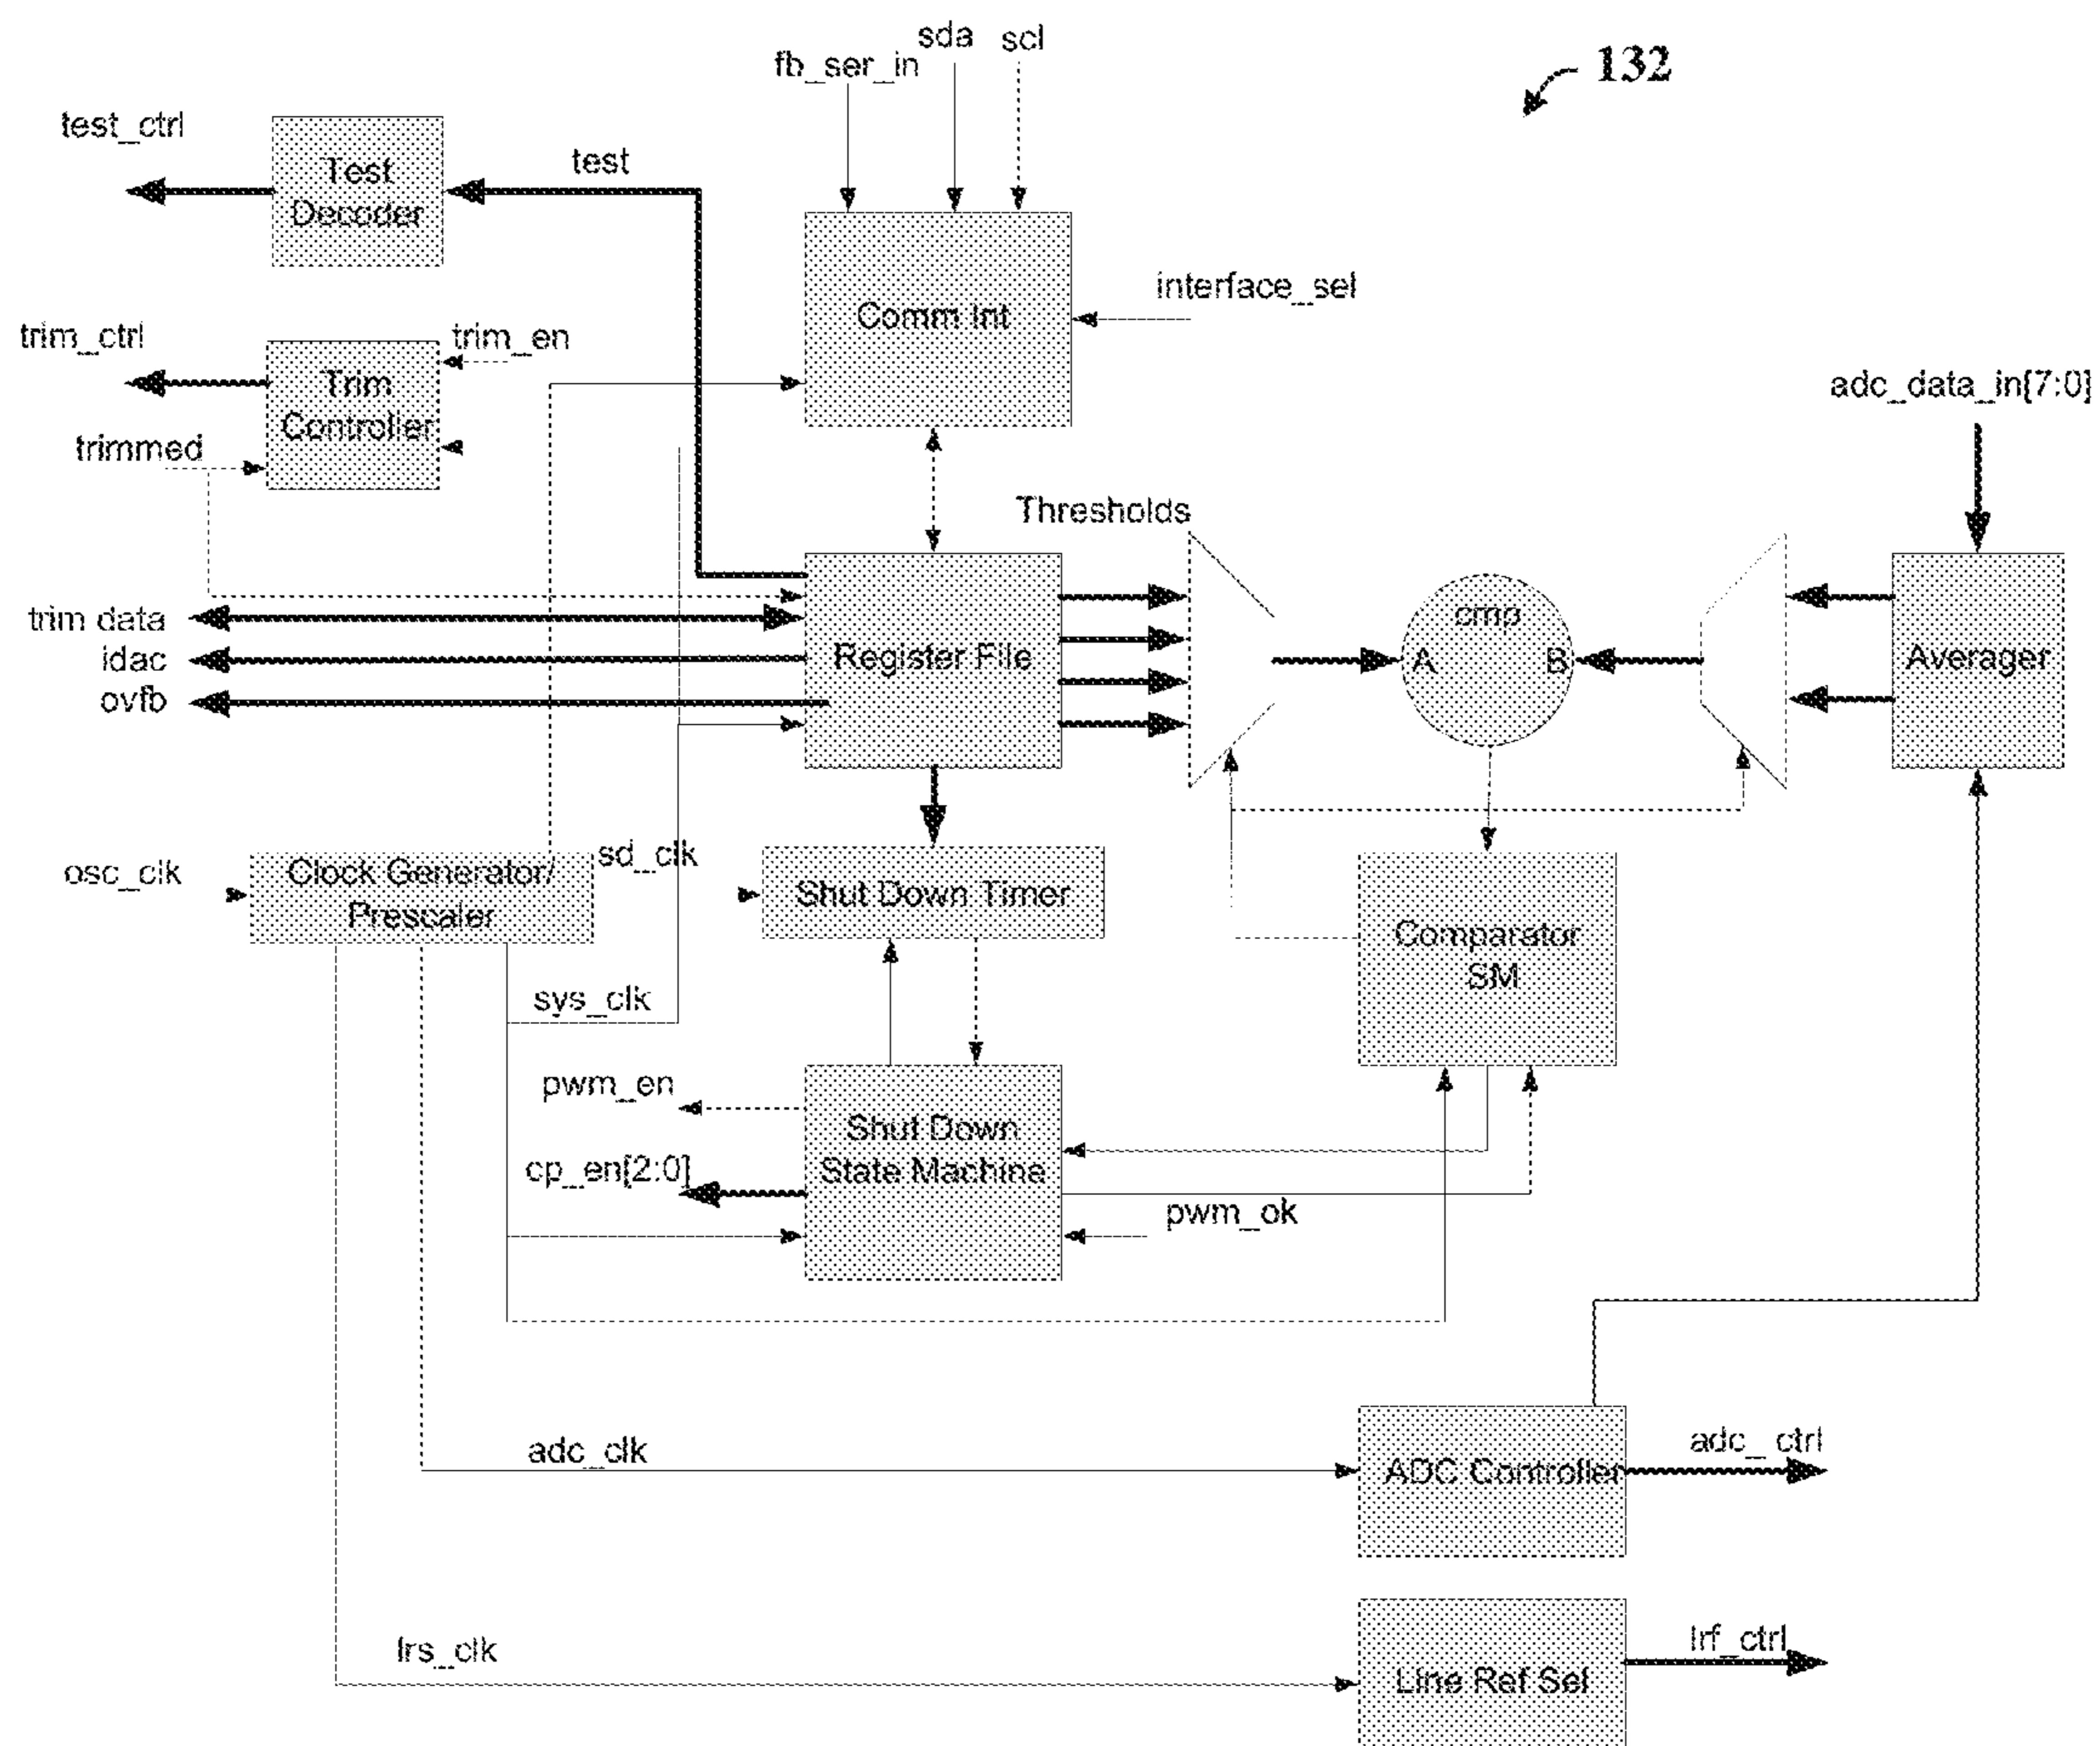 sda
scl
fb_ser_in
132
test_ctrl
Test
Decoder
test
interface_sel
Comm Int
trim_ctrl
trim_en
Trim
Controller
adc_data_in[7:0]
trimmed
Thresholds
trim data
idac
ovfb
Register File
cmp
A
B
Averager
osc_clk
Clock Generator/
Prescaler
sd_clk
Shut Down Timer
Comparator
SM
sys_clk
pwm_en
cp_en[2:0]
Shut Down
State Machine
pwm_ok
adc_clk
ADC Controller
adc_ ctrl
lrs_clk
Line Ref Sel
lrf_ctrl